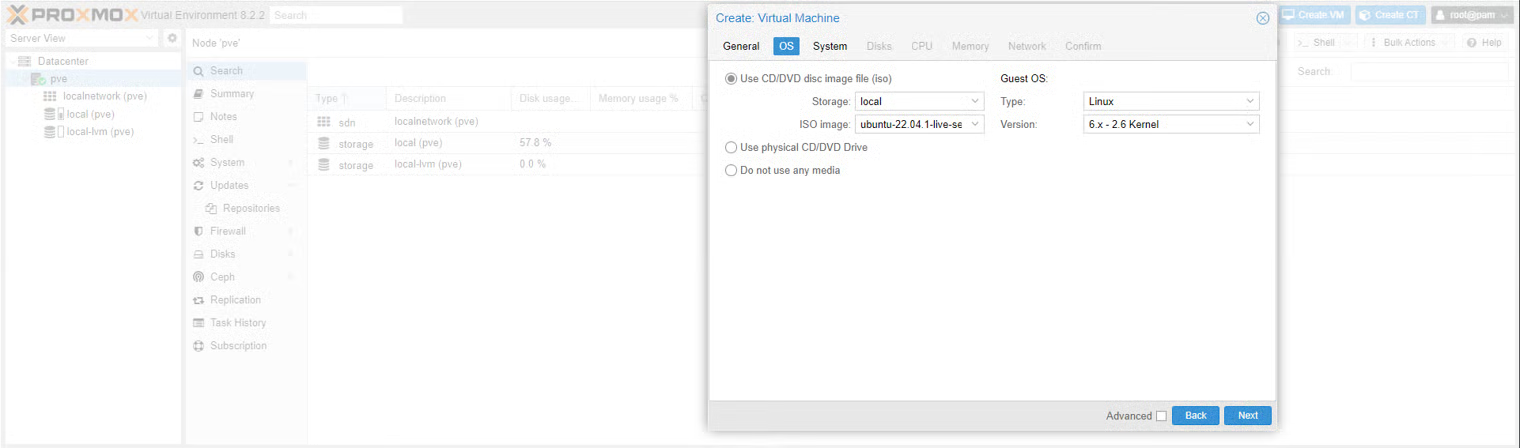 PROXMOX Virtual Environment 8.2.2 Search
Create VM Create CT root@pam
Server View
Datacenter
pve
localnetwork (pve)
local (pve)
local-lvm (pve)
Node 'pve'
Shell Bulk Actions Help
Search
Summary
Notes
Shell
System
Updates
Repositories
Firewall
Disks
Ceph
Replication
Task History
Subscription
Search:
Type Description Disk usage... Memory usage % C
sdn localnetwork (pve)
storage local (pve) 57.8 %
storage local-lvm (pve) 0.0 %
Create: Virtual Machine
General OS System Disks CPU Memory Network Confirm
Use CD/DVD disc image file (iso) Guest OS:
Storage: local Type: Linux
ISO image: ubuntu-22.04.1-live-se Version: 6.x - 2.6 Kernel
Use physical CD/DVD Drive
Do not use any media
Advanced Back Next